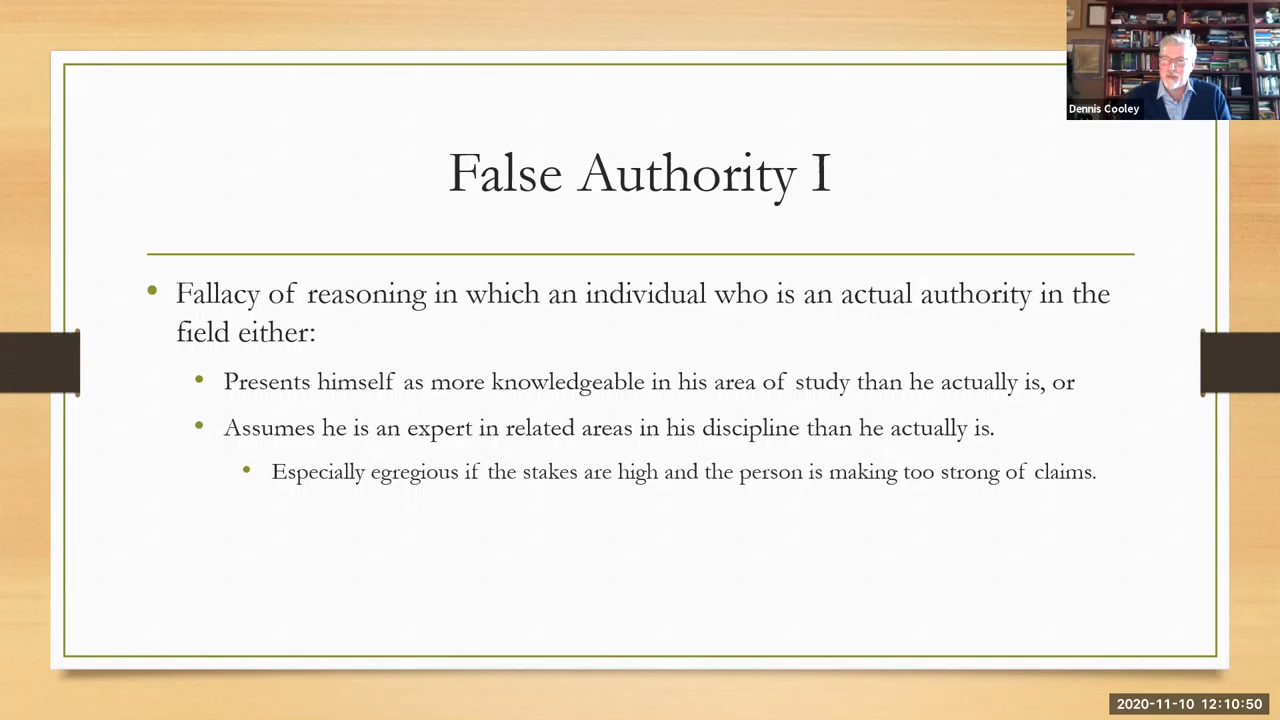 Dennis Cooley
False Authority I
• Fallacy of reasoning in which an individual who is an actual authority in the
field either:
• Presents himself as more knowledgeable in his area of study than he actually is, or
• Assumes he is an expert in related areas in his discipline than he actually is.
• Especially egregious if the stakes are high and the person is making too strong of claims.
2020-11-10 12:10:50